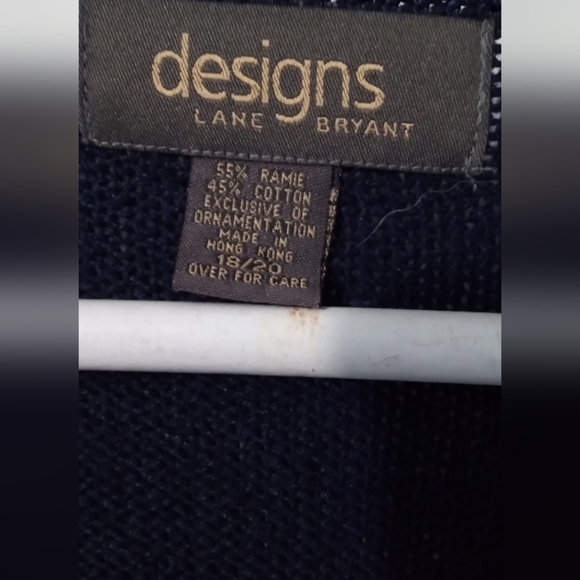 designs
LANE BRYANT
55% RAMIE
45% COTTON
EXCLUSIVE OF
ORNAMENTATION
MADE IN
HONG KONG
18/20
OVER FOR CARE